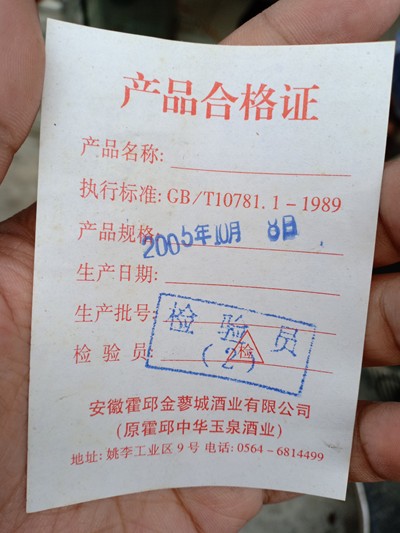 产品合格证
产品名称:
执行标准: GB/T10781.1-1989
产品规格:
2005年10月 8日
生产日期:
生产批号:
检验员
检验员: 检
(2)
安徽霍邱金蓼城酒业有限公司
(原霍邱中华玉泉酒业)
地址: 姚李工业区9号 电话: 0564-6814499